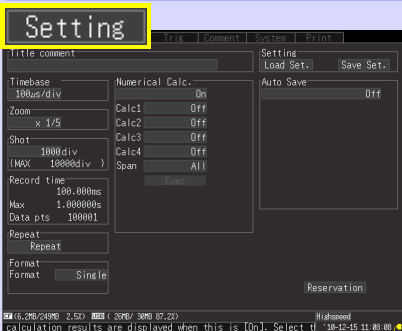 Setting
Trig Comment System Print
Title comment
Setting
Load Set. Save Set.
Timebase
100µs/div
Zoom
x 1/5
Shot
1000div
(MAX 10000div )
Record time
100.000ms
Max 1.000000s
Data pts 100001
Repeat
Repeat
Format
Format Single
Numerical Calc.
On
Calc1 Off
Calc2 Off
Calc3 Off
Calc4 Off
Span All
Exec
Auto Save
Off
Reservation
CF (6.2MB/249MB 2.5%) USB ( 26MB/ 30MB 87.2%) Highspeed
calculation results are displayed when this is [On]. Select t '10-12-15 11:08:08